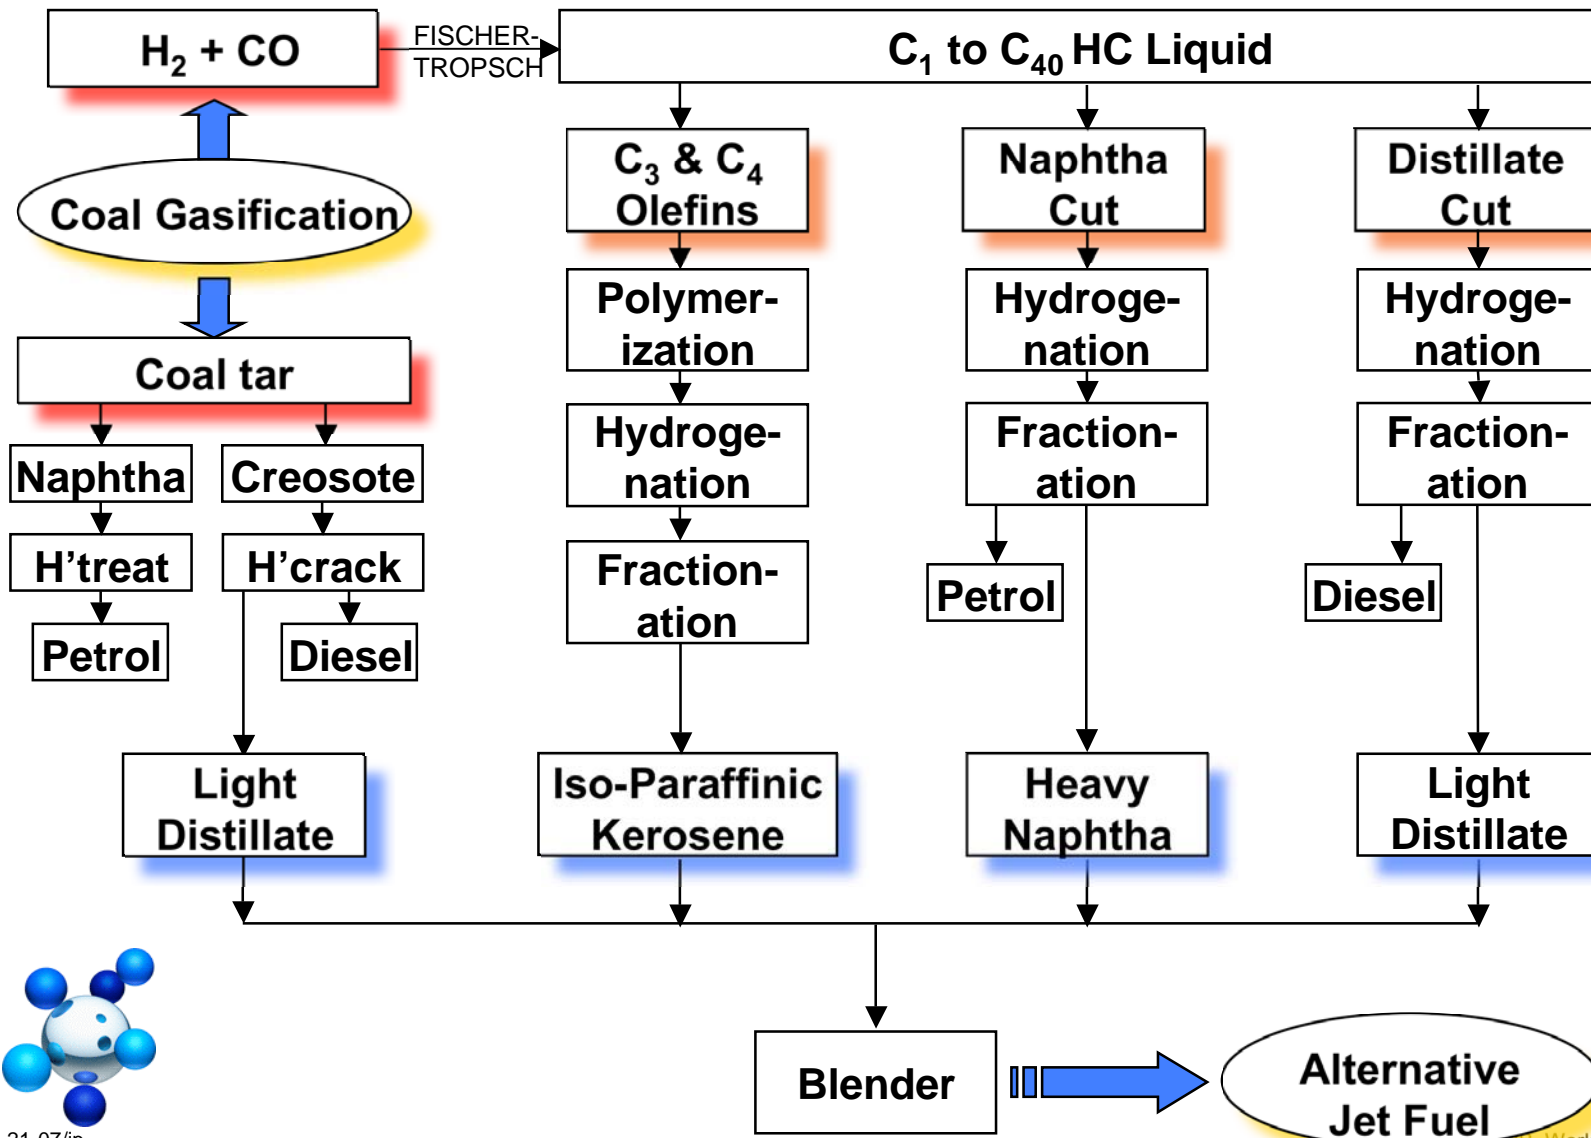 H2 + CO
FISCHER-
TROPSCH
C1 to C40 HC Liquid
Coal Gasification
C3 & C4
Olefins
Naphtha
Cut
Distillate
Cut
Polymer-
ization
Hydroge-
nation
Hydroge-
nation
Coal tar
Hydroge-
nation
Fraction-
ation
Fraction-
ation
Naphtha
Creosote
H'treat
H'crack
Fraction-
ation
Petrol
Diesel
Petrol
Diesel
Light
Distillate
Iso-Paraffinic
Kerosene
Heavy
Naphtha
Light
Distillate
Blender
Alternative
Jet Fuel